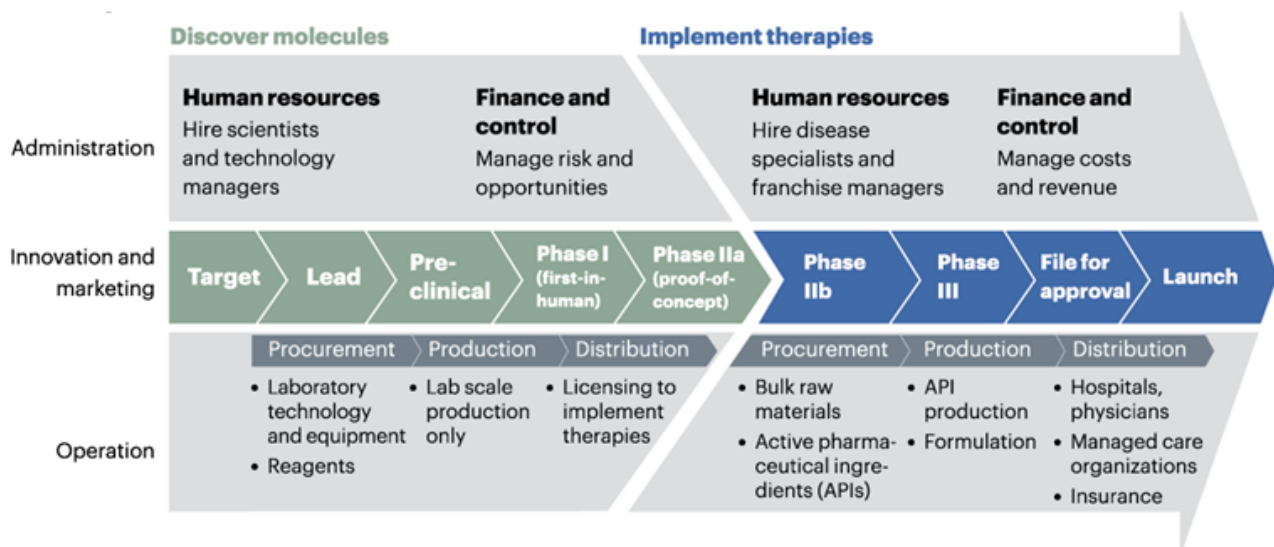 Discover molecules
Implement therapies
Administration
Human resources
Hire scientists
and technology
managers
Finance and
control
Manage risk and
opportunities
Human resources
Hire disease
specialists and
franchise managers
Finance and
control
Manage costs
and revenue
Innovation and
marketing
Target
Lead
Pre-
clinical
Phase I
(first-in-
human)
Phase IIa
(proof-of-
concept)
Phase
IIb
Phase
III
File for
approval
Launch
Operation
Procurement
• Laboratory
technology
and equipment
• Reagents
Production
• Lab scale
production
only
Distribution
• Licensing to
implement
therapies
Procurement
• Bulk raw
materials
• Active pharma-
ceutical ingre-
dients (APIs)
Production
• API
production
• Formulation
Distribution
• Hospitals,
physicians
• Managed care
organizations
• Insurance